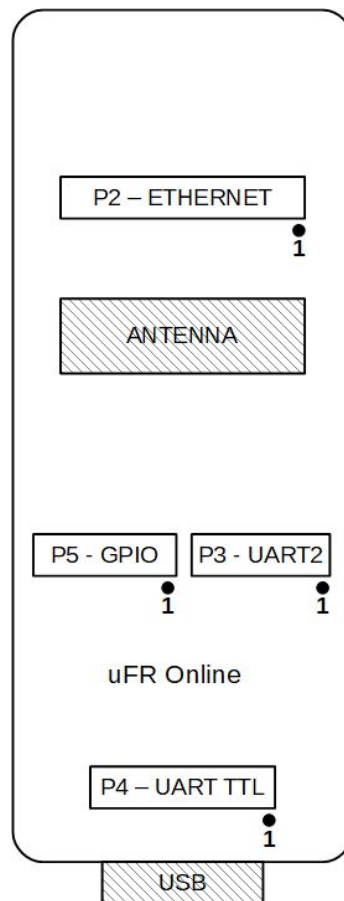 P2 – ETHERNET
1
ANTENNA
P5 - GPIO
P3 - UART2
1
1
uFR Online
P4 – UART TTL
1
USB